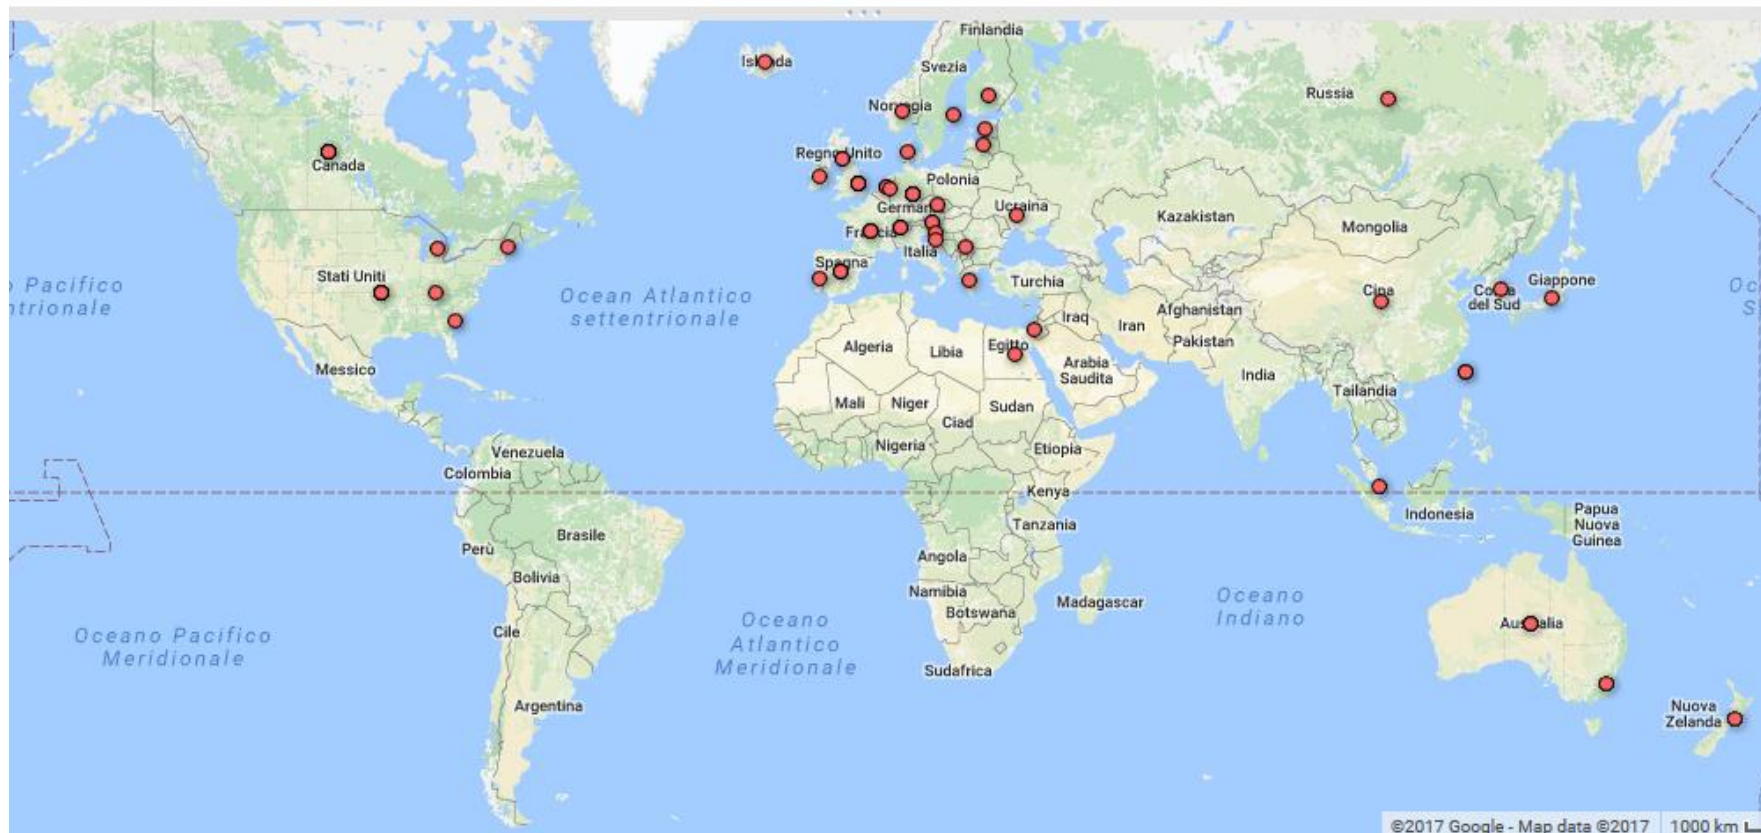 Finlandia
Islanda
Svezia
Russia
Norvegia
Canada
Regno Unito
Polonia
Germania
Ucraina
Kazakistan
Mongolia
Francia
Italia
Stati Uniti
Spagna
Turchia
Cina
Corea
del Sud
Giappone
o Pacifico
ntrionale
Ocean Atlantico
settentrionale
Oc
S
Iraq
Iran
Afghanistan
Pakistan
Algeria
Libia
Egitto
Arabia
Saudita
India
Messico
Tailandia
Mali
Niger
Ciad
Sudan
Nigeria
Etiopia
Venezuela
Colombia
Kenya
Indonesia
Papua
Nuova
Guinea
Brasile
Tanzania
Perù
Angola
Bolivia
Namibia
Botswana
Madagascar
Oceano
Indiano
Oceano Pacifico
Meridionale
Cile
Oceano
Atlantico
Meridionale
Australia
Sudafrica
Argentina
Nuova
Zelanda
©2017 Google - Map data ©2017
1000 km